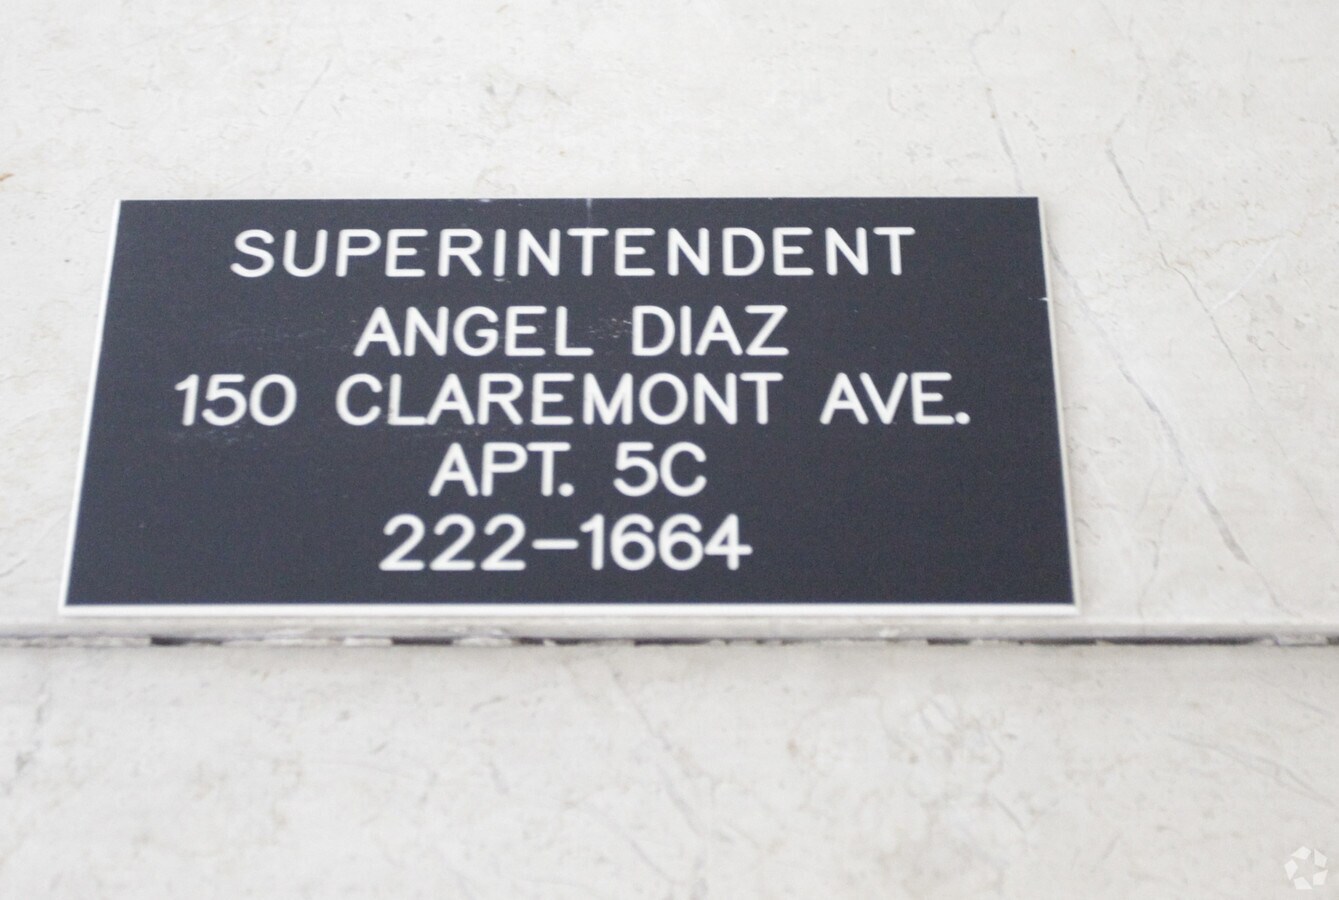 SUPERINTENDENT
ANGEL DIAZ
150 CLAREMONT AVE.
APT. 5C
222-1664